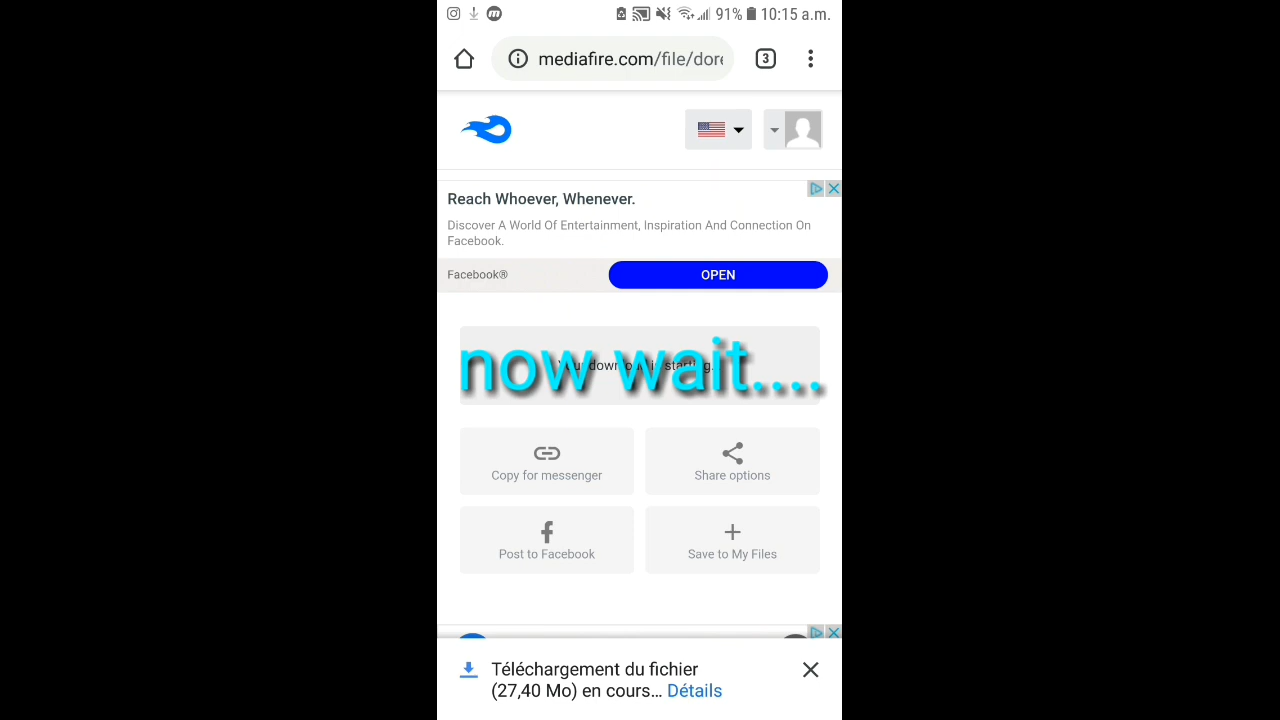 91% 10:15 a.m.
mediafire.com/file/dore
3
Reach Whoever, Whenever.
Discover A World Of Entertainment, Inspiration And Connection On
Facebook.
Facebook®
OPEN
now wait....
Your download is starting.
Copy for messenger
Share options
Post to Facebook
Save to My Files
Téléchargement du fichier
(27,40 Mo) en cours... Détails